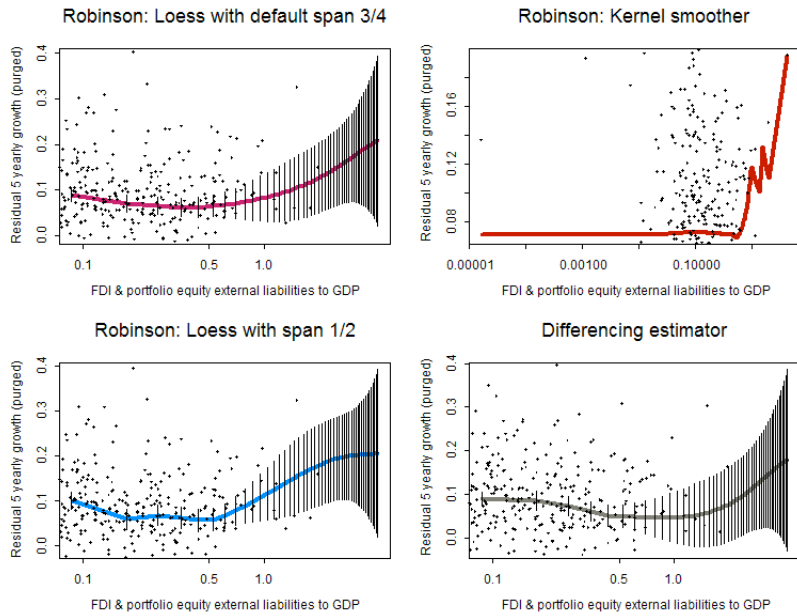 Robinson: Loess with default span 3/4
Residual 5 yearly growth (purged)
0.4
0.3
0.2
0.1
0.0
0.1
0.5
1.0
FDI & portfolio equity external liabilities to GDP
Robinson: Kernel smoother
Residual 5 yearly growth (purged)
0.16
0.12
0.08
0.00001
0.00100
0.10000
FDI & portfolio equity external liabilities to GDP
Robinson: Loess with span 1/2
Residual 5 yearly growth (purged)
0.4
0.3
0.2
0.1
0.0
0.1
0.5
1.0
FDI & portfolio equity external liabilities to GDP
Differencing estimator
Residual 5 yearly growth (purged)
0.4
0.3
0.2
0.1
0.0
0.1
0.5
1.0
FDI & portfolio equity external liabilities to GDP